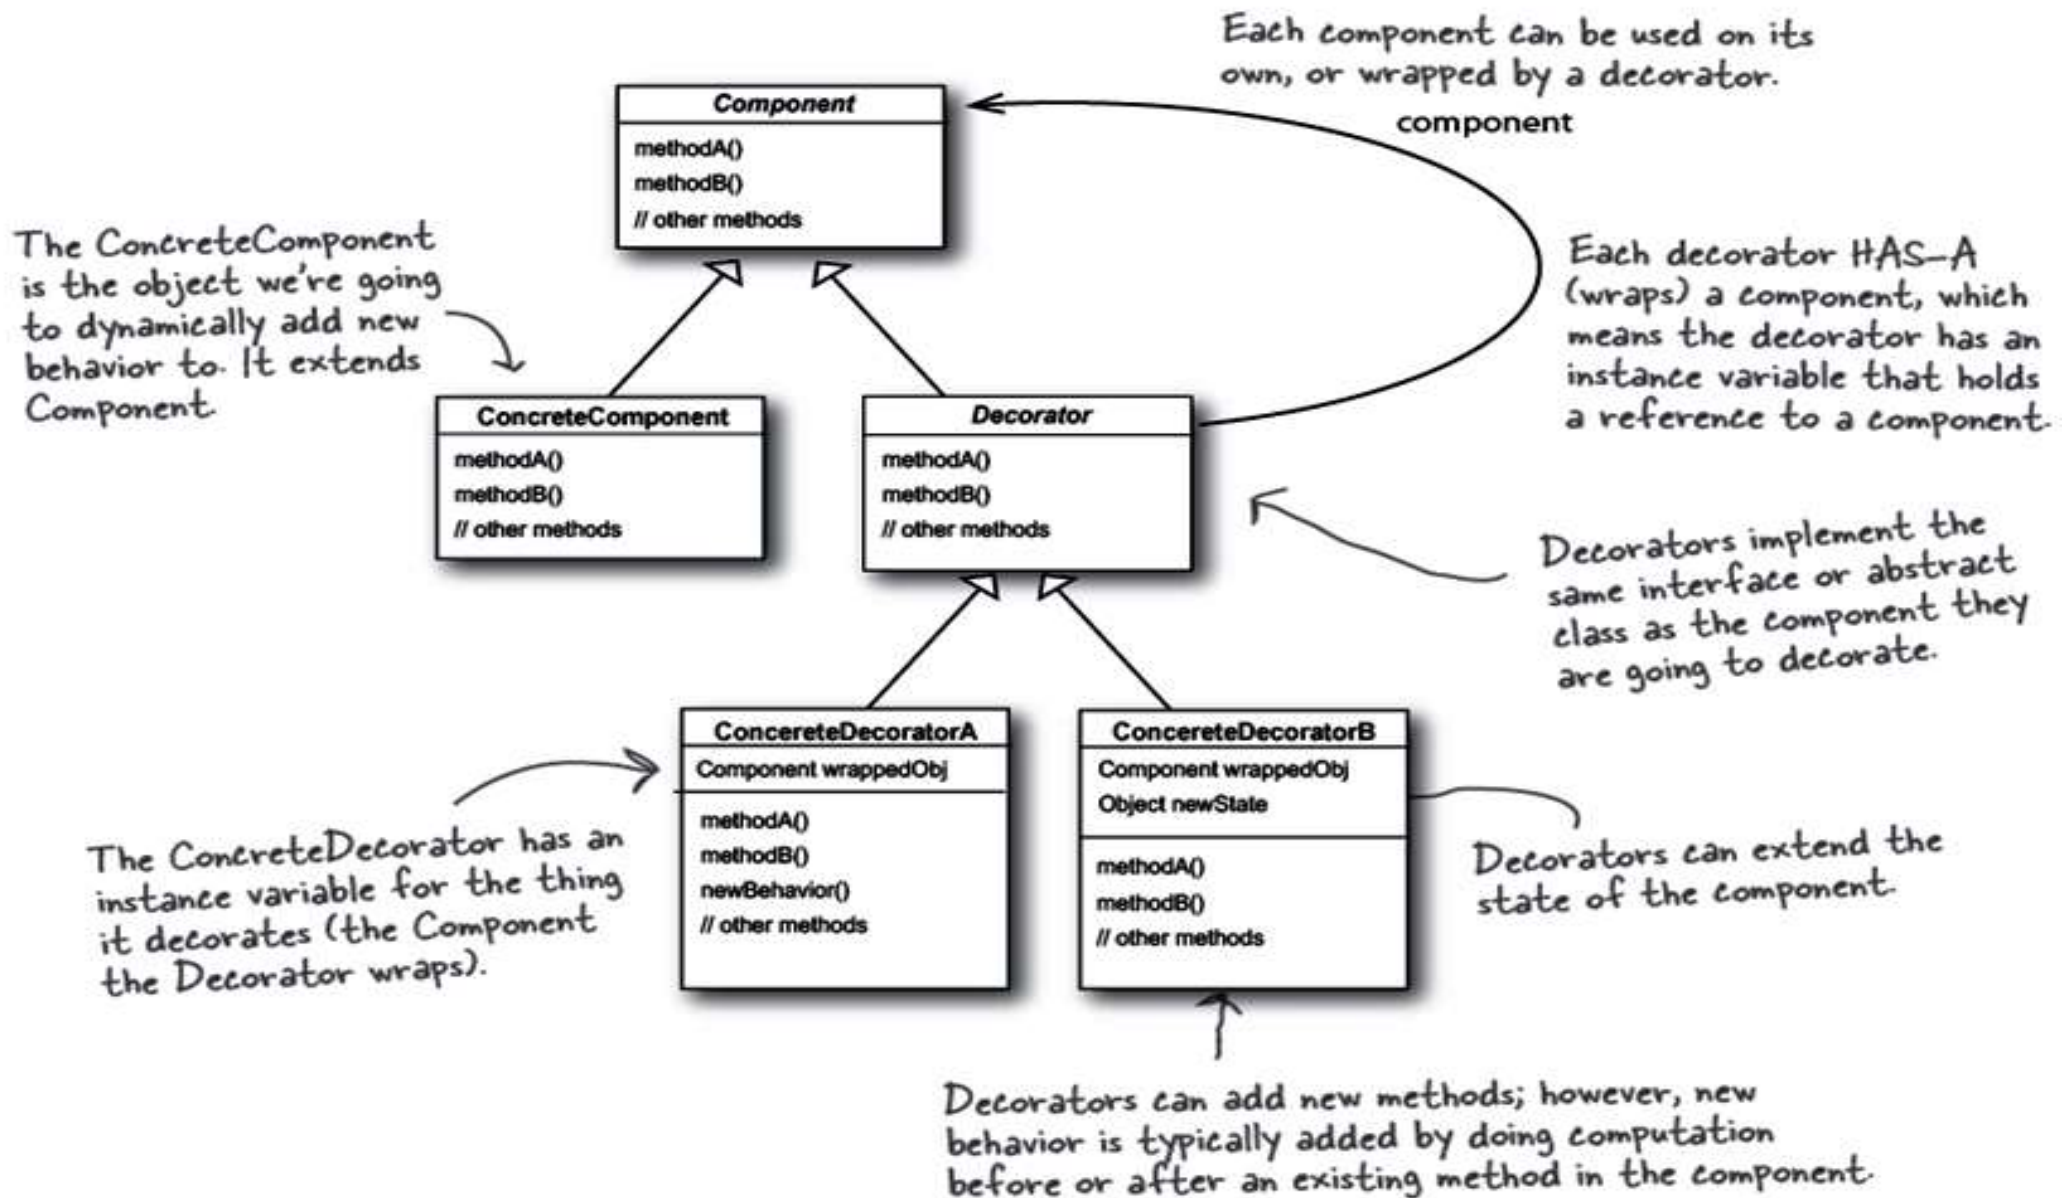 Each component can be used on its
own, or wrapped by a decorator.
component
Component
methodA()
methodB()
// other methods
The ConcreteComponent
is the object we're going
to dynamically add new
behavior to. It extends
Component.
Each decorator HAS-A
(wraps) a component, which
means the decorator has an
instance variable that holds
a reference to a component.
ConcreteComponent
methodA()
methodB()
// other methods
Decorator
methodA()
methodB()
// other methods
Decorators implement the
same interface or abstract
class as the component they
are going to decorate.
ConcereteDecoratorA
Component wrappedObj
methodA()
methodB()
newBehavior()
// other methods
ConcereteDecoratorB
Component wrappedObj
Object newState
methodA()
methodB()
// other methods
The ConcreteDecorator has an
instance variable for the thing
it decorates (the Component
the Decorator wraps).
Decorators can extend the
state of the component.
Decorators can add new methods; however, new
behavior is typically added by doing computation
before or after an existing method in the component.